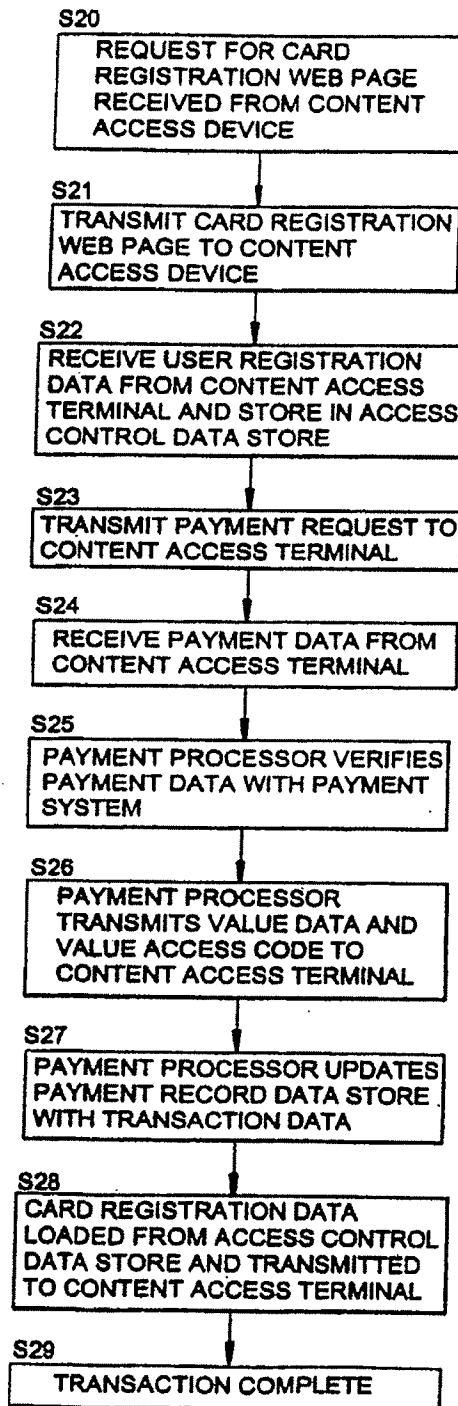 S20
REQUEST FOR CARD
REGISTRATION WEB PAGE
RECEIVED FROM CONTENT
ACCESS DEVICE
S21
TRANSMIT CARD REGISTRATION
WEB PAGE TO CONTENT
ACCESS DEVICE
S22
RECEIVE USER REGISTRATION
DATA FROM CONTENT ACCESS
TERMINAL AND STORE IN ACCESS
CONTROL DATA STORE
S23
TRANSMIT PAYMENT REQUEST TO
CONTENT ACCESS TERMINAL
S24
RECEIVE PAYMENT DATA FROM
CONTENT ACCESS TERMINAL
S25
PAYMENT PROCESSOR VERIFIES
PAYMENT DATA WITH PAYMENT
SYSTEM
S26
PAYMENT PROCESSOR
TRANSMITS VALUE DATA AND
VALUE ACCESS CODE TO
CONTENT ACCESS TERMINAL
S27
PAYMENT PROCESSOR UPDATES
PAYMENT RECORD DATA STORE
WITH TRANSACTION DATA
S28
CARD REGISTRATION DATA
LOADED FROM ACCESS CONTROL
DATA STORE AND TRANSMITTED
TO CONTENT ACCESS TERMINAL
S29
TRANSACTION COMPLETE